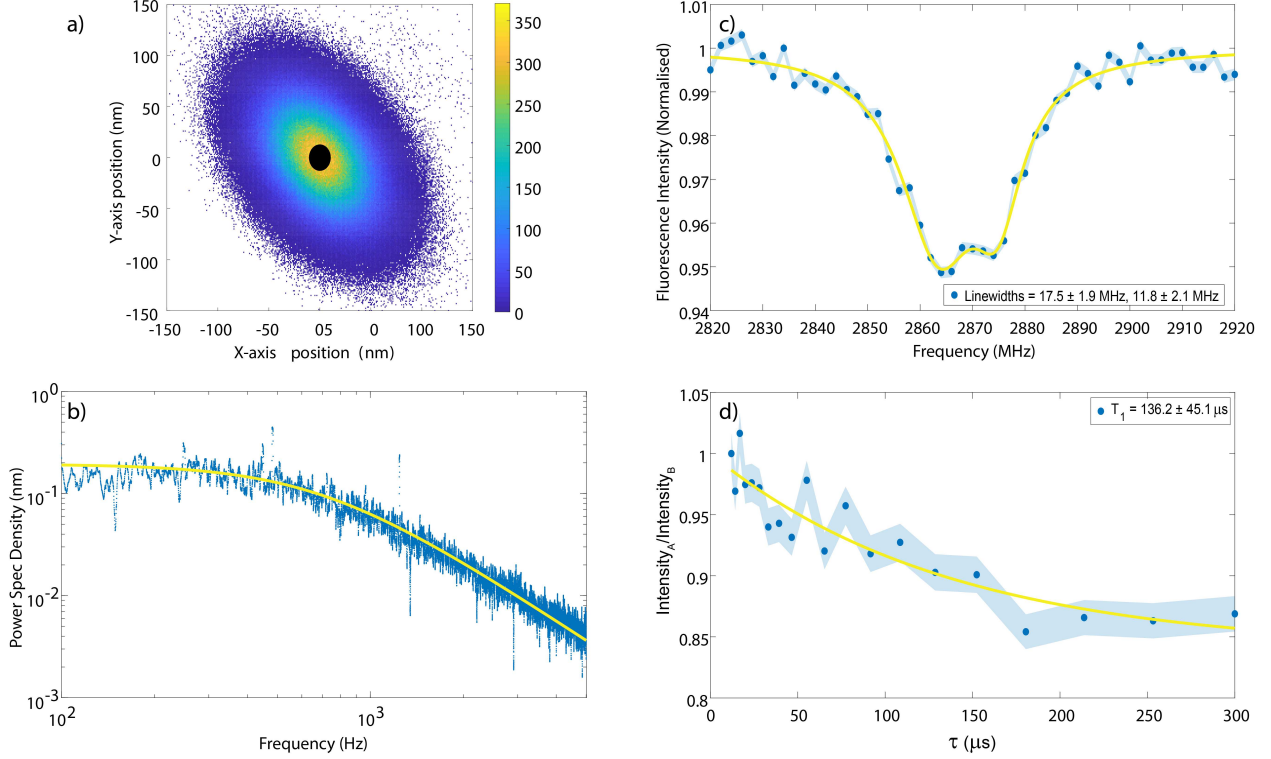 a)
150
100
50
0
-50
-100
-150
-150 -100 -50 05 0 100 150
Y-axis position (nm)
X-axis position (nm)
350
300
250
200
150
100
50
0
c)
1.01
1
0.99
0.98
0.97
0.96
0.95
0.94
2820 2830 2840 2850 2860 2870 2880 2890 2900 2910 2920
Fluorescence Intensity (Normalised)
Frequency (MHz)
Linewidths = 17.5 ± 1.9 MHz, 11.8 ± 2.1 MHz
b)
10^0
10^-1
10^-2
10^-3
10^2 10^3
Power Spec Density (nm)
Frequency (Hz)
d)
1.05
1
0.95
0.9
0.85
0.8
0 50 100 150 200 250 300
Intensity_A/Intensity_B
τ (μs)
T_1 = 136.2 ± 45.1 μs